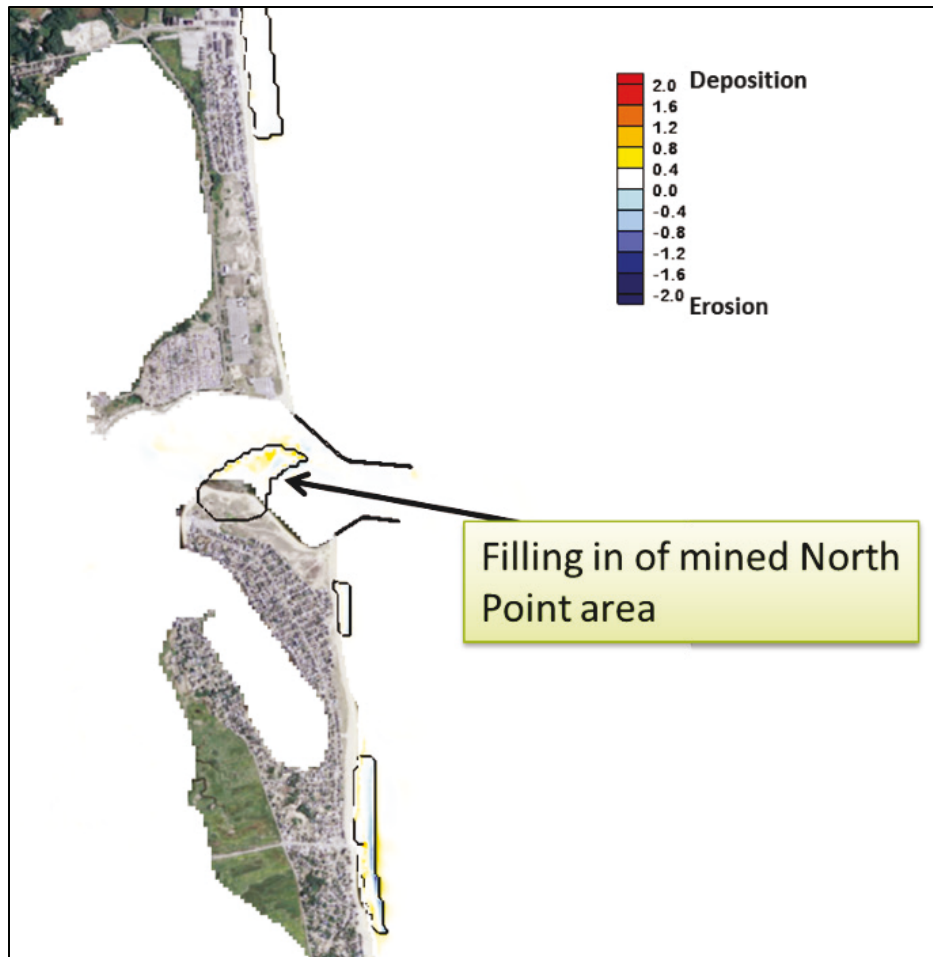 Deposition
2.0
1.6
1.2
0.8
0.4
0.0
-0.4
-0.8
-1.2
-1.6
-2.0
Erosion
Filling in of mined North
Point area